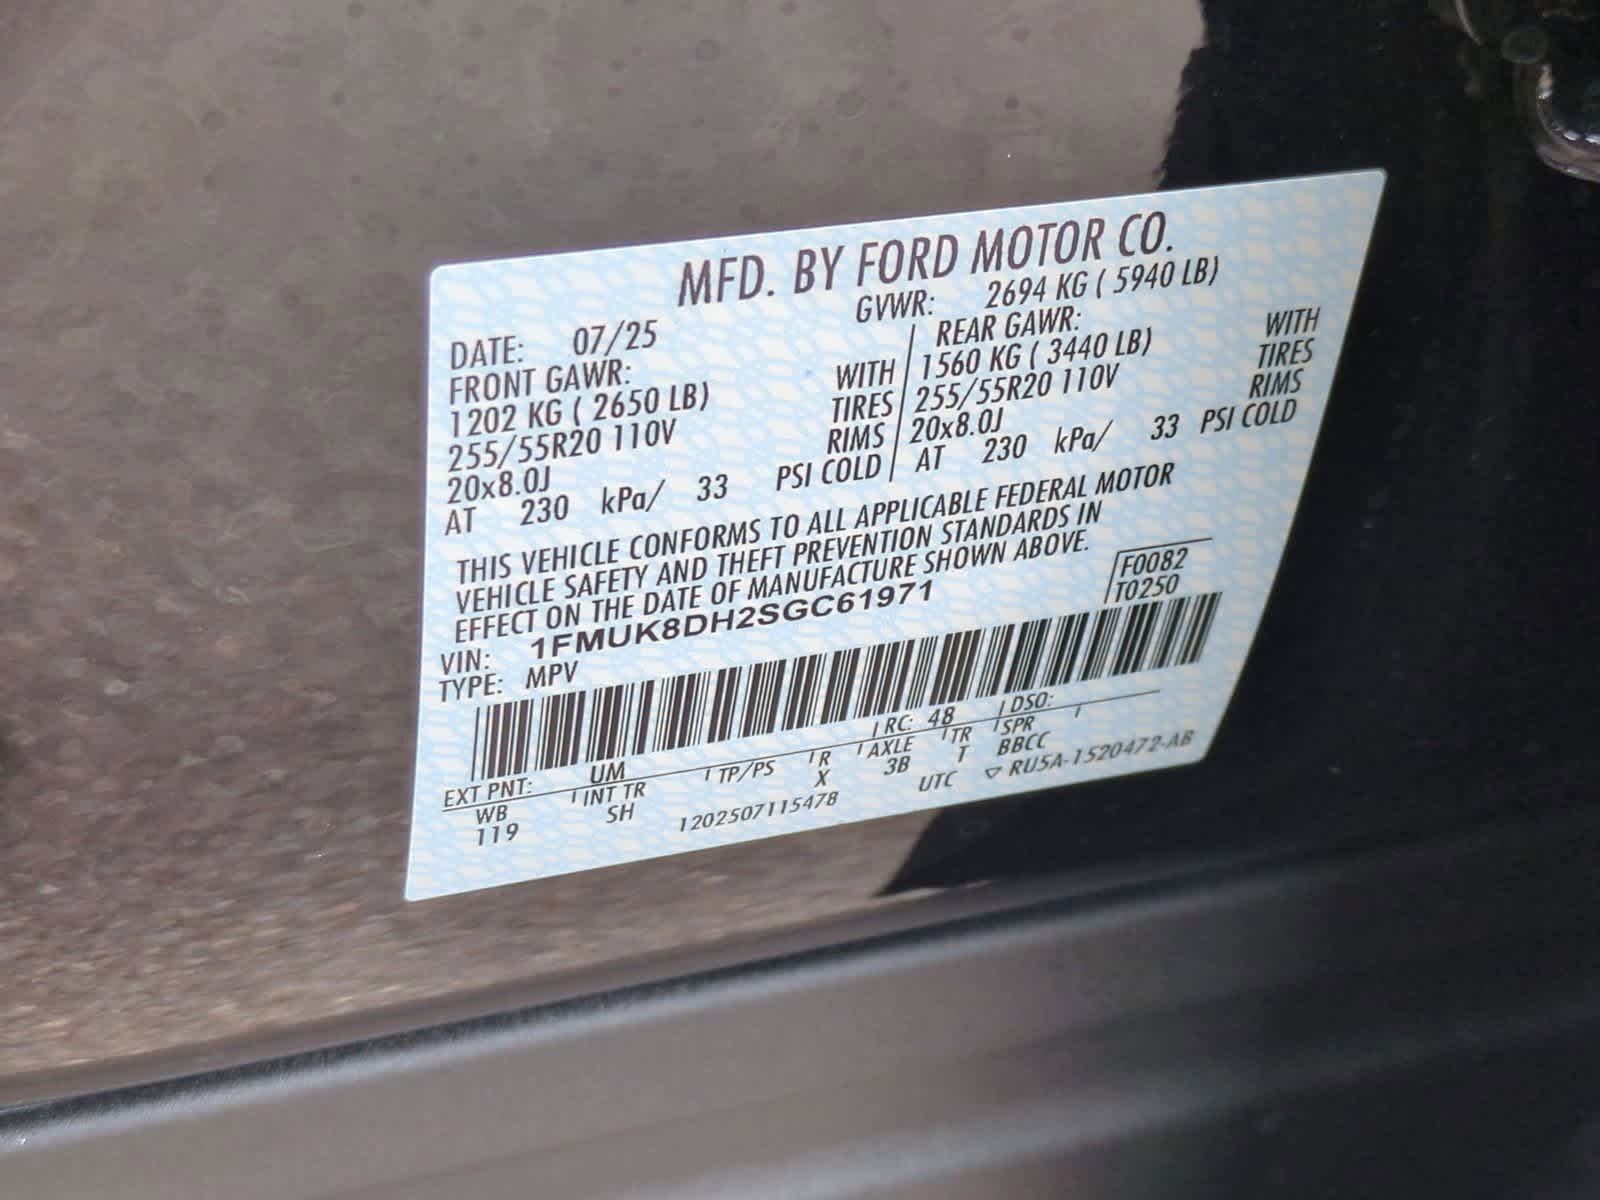 MFD. BY FORD MOTOR CO.
DATE: 07/25 GVWR: 2694 KG ( 5940 LB)
FRONT GAWR: REAR GAWR:
1202 KG ( 2650 LB) WITH 1560 KG ( 3440 LB) WITH
255/55R20 110V TIRES 255/55R20 110V TIRES
20x8.0J RIMS 20x8.0J RIMS
AT 230 kPa/ 33 PSI COLD AT 230 kPa/ 33 PSI COLD
THIS VEHICLE CONFORMS TO ALL APPLICABLE FEDERAL MOTOR
VEHICLE SAFETY AND THEFT PREVENTION STANDARDS IN
EFFECT ON THE DATE OF MANUFACTURE SHOWN ABOVE.
VIN: 1FMUK8DH2SGC61971 F0082
TYPE: MPV T0250
EXT PNT: UM RC: 48 DSO:
WB INT TR TP/PS R AXLE TR SPR
119 SH X 3B T BBCC
1202507115478 UTC ▽ RU5A-1520472-AB